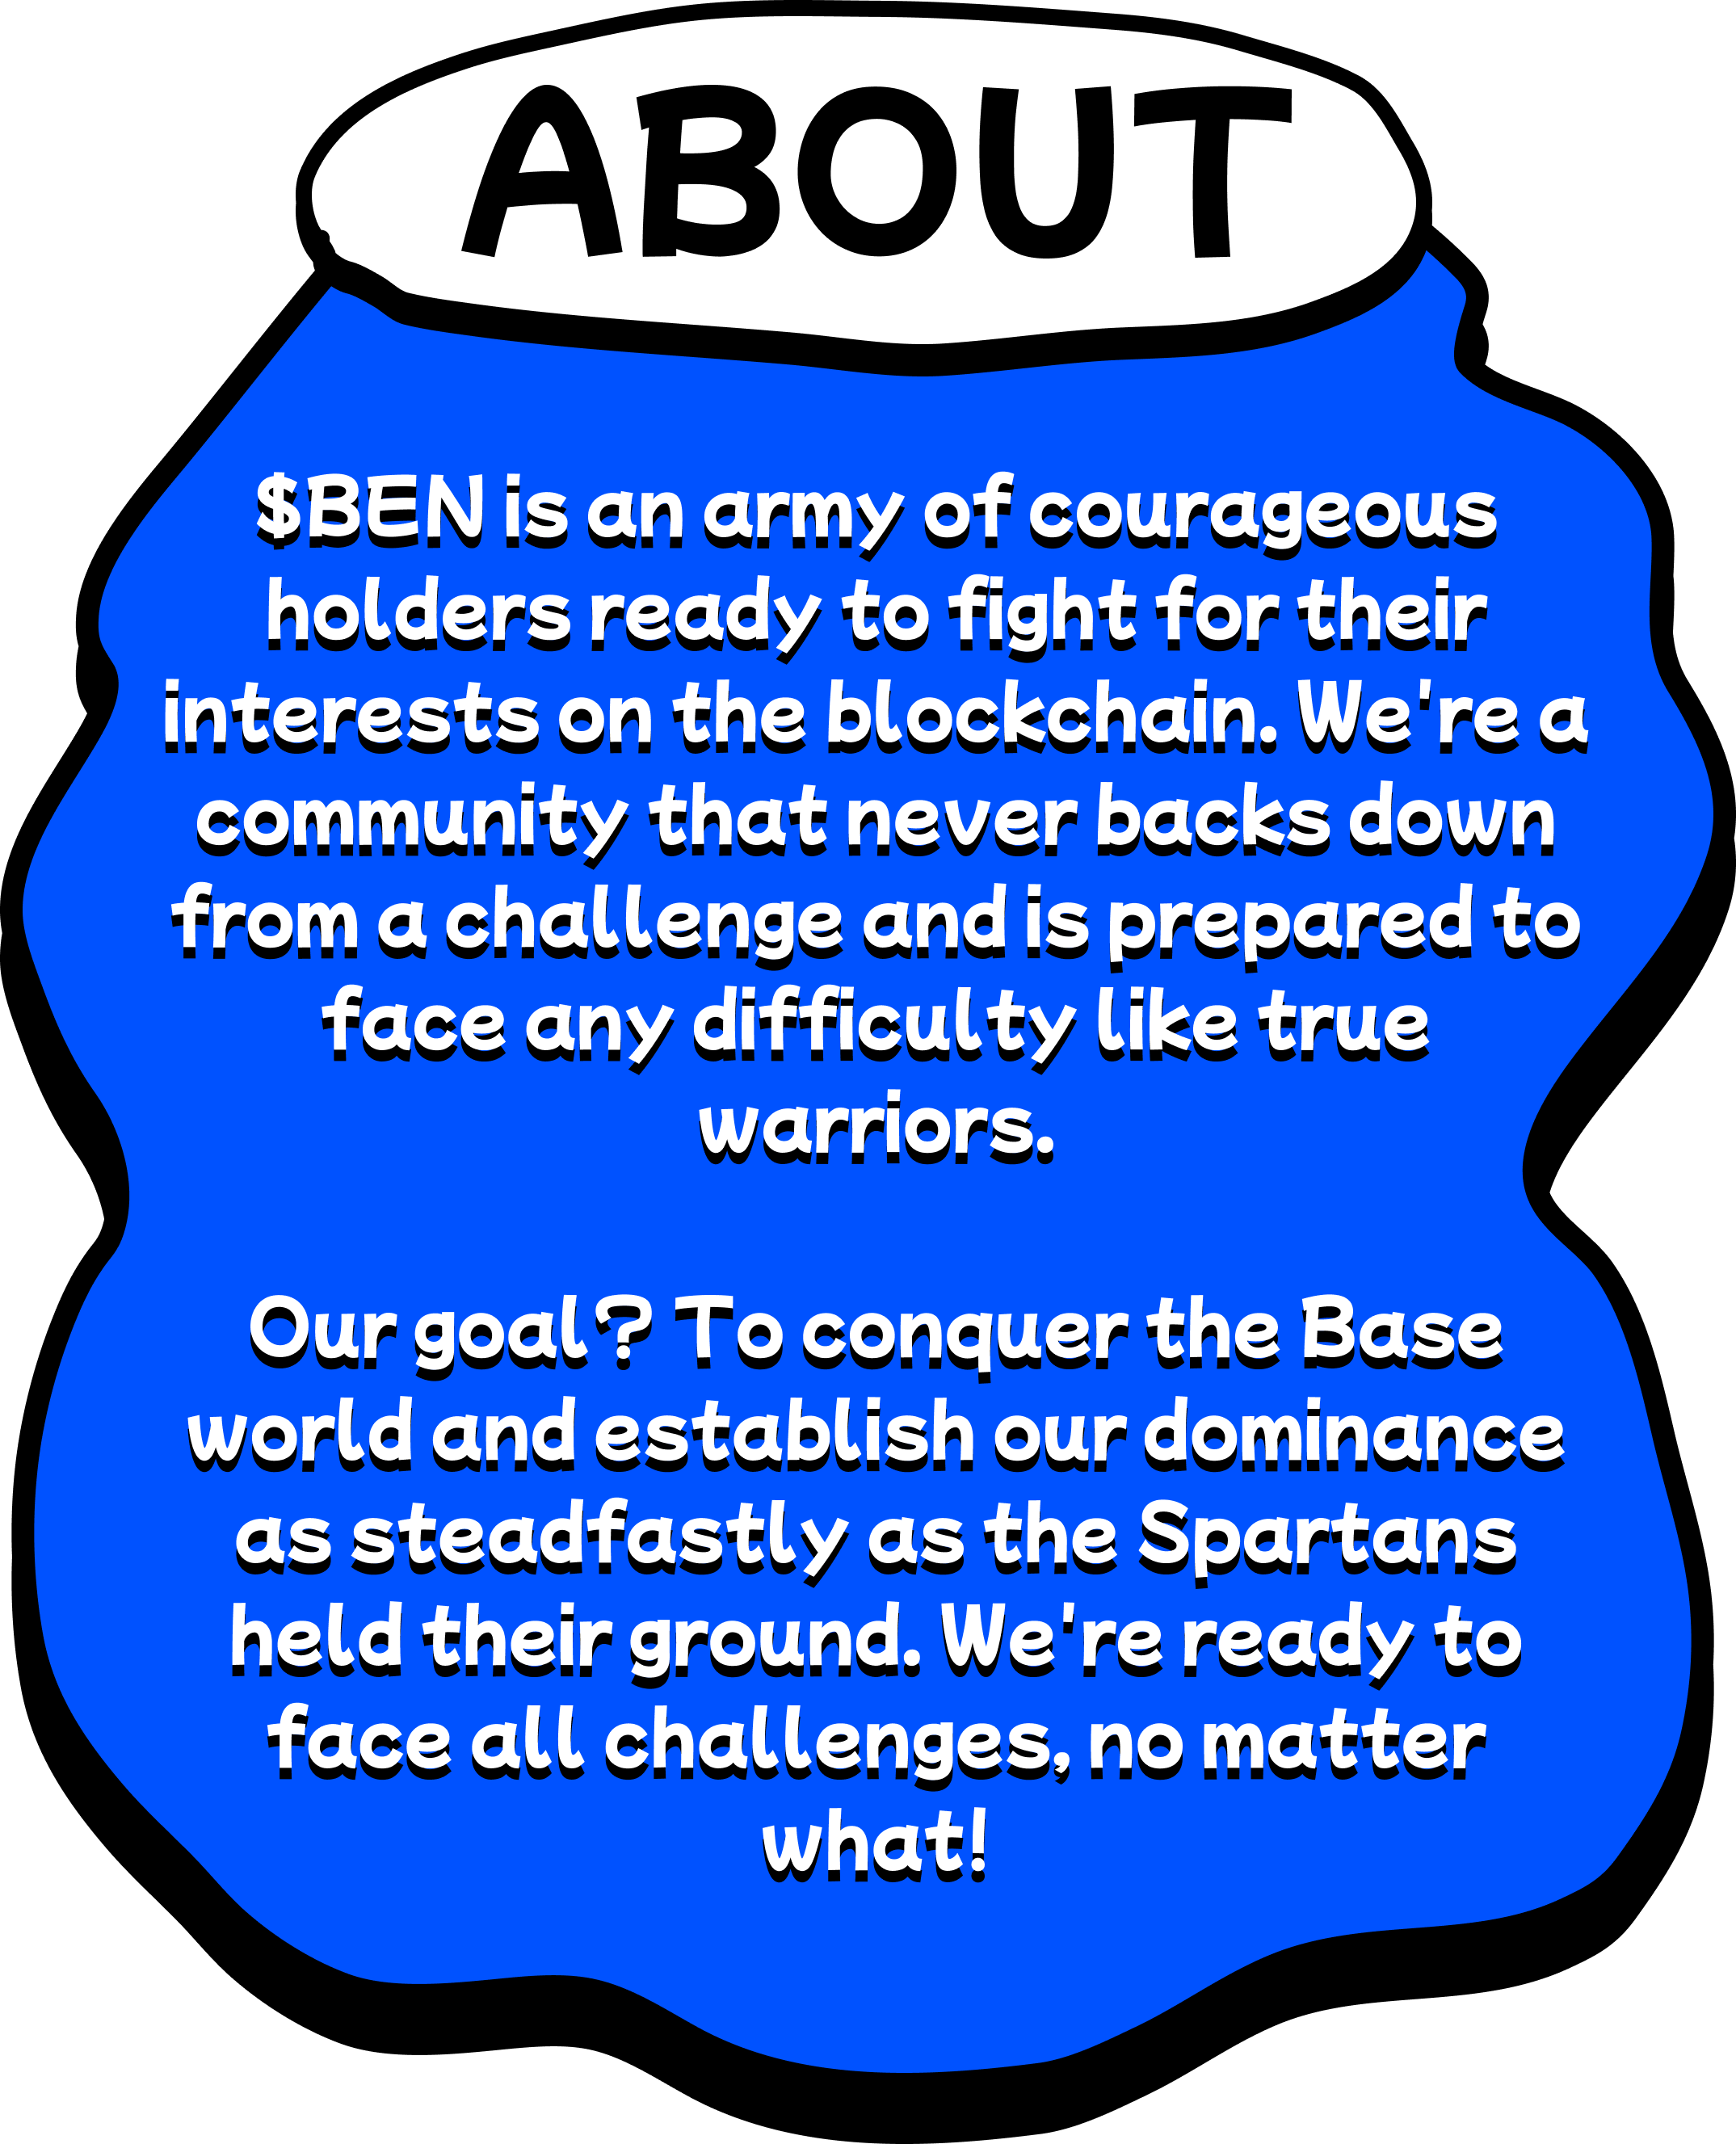 ABOUT
$BEN is an army of courageous
holders ready to fight for their
interests on the blockchain. We're a
community that never backs down
from a challenge and is prepared to
face any difficulty like true
warriors.
Our goal? To conquer the Base
world and establish our dominance
as steadfastly as the Spartans
held their ground. We're ready to
face all challenges, no matter
what!